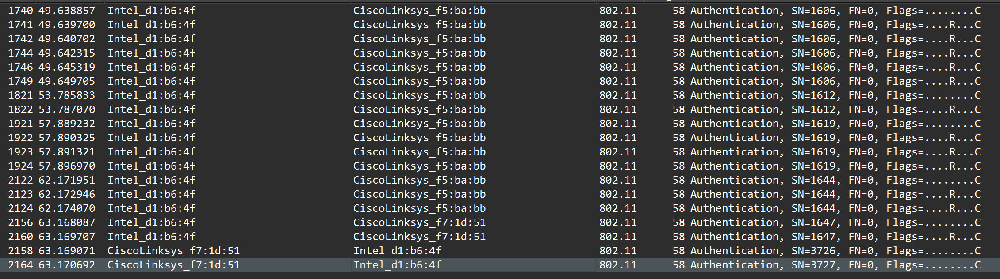 1740 49.638857 Intel_d1:b6:4f CiscoLinksys_f5:ba:bb 802.11 58 Authentication, SN=1606, FN=0, Flags=........C
1741 49.639700 Intel_d1:b6:4f CiscoLinksys_f5:ba:bb 802.11 58 Authentication, SN=1606, FN=0, Flags=....R...C
1742 49.640702 Intel_d1:b6:4f CiscoLinksys_f5:ba:bb 802.11 58 Authentication, SN=1606, FN=0, Flags=....R...C
1744 49.642315 Intel_d1:b6:4f CiscoLinksys_f5:ba:bb 802.11 58 Authentication, SN=1606, FN=0, Flags=....R...C
1746 49.645319 Intel_d1:b6:4f CiscoLinksys_f5:ba:bb 802.11 58 Authentication, SN=1606, FN=0, Flags=....R...C
1749 49.649705 Intel_d1:b6:4f CiscoLinksys_f5:ba:bb 802.11 58 Authentication, SN=1606, FN=0, Flags=....R...C
1821 53.785833 Intel_d1:b6:4f CiscoLinksys_f5:ba:bb 802.11 58 Authentication, SN=1612, FN=0, Flags=........C
1822 53.787070 Intel_d1:b6:4f CiscoLinksys_f5:ba:bb 802.11 58 Authentication, SN=1612, FN=0, Flags=....R...C
1921 57.889232 Intel_d1:b6:4f CiscoLinksys_f5:ba:bb 802.11 58 Authentication, SN=1619, FN=0, Flags=........C
1922 57.890325 Intel_d1:b6:4f CiscoLinksys_f5:ba:bb 802.11 58 Authentication, SN=1619, FN=0, Flags=....R...C
1923 57.891321 Intel_d1:b6:4f CiscoLinksys_f5:ba:bb 802.11 58 Authentication, SN=1619, FN=0, Flags=....R...C
1924 57.896970 Intel_d1:b6:4f CiscoLinksys_f5:ba:bb 802.11 58 Authentication, SN=1619, FN=0, Flags=....R...C
2122 62.171951 Intel_d1:b6:4f CiscoLinksys_f5:ba:bb 802.11 58 Authentication, SN=1644, FN=0, Flags=........C
2123 62.172946 Intel_d1:b6:4f CiscoLinksys_f5:ba:bb 802.11 58 Authentication, SN=1644, FN=0, Flags=....R...C
2124 62.174070 Intel_d1:b6:4f CiscoLinksys_f5:ba:bb 802.11 58 Authentication, SN=1644, FN=0, Flags=....R...C
2156 63.168087 Intel_d1:b6:4f CiscoLinksys_f7:1d:51 802.11 58 Authentication, SN=1647, FN=0, Flags=........C
2160 63.169707 Intel_d1:b6:4f CiscoLinksys_f7:1d:51 802.11 58 Authentication, SN=1647, FN=0, Flags=....R...C
2158 63.169071 CiscoLinksys_f7:1d:51 Intel_d1:b6:4f 802.11 58 Authentication, SN=3726, FN=0, Flags=........C
2164 63.170692 CiscoLinksys_f7:1d:51 Intel_d1:b6:4f 802.11 58 Authentication, SN=3727, FN=0, Flags=........C